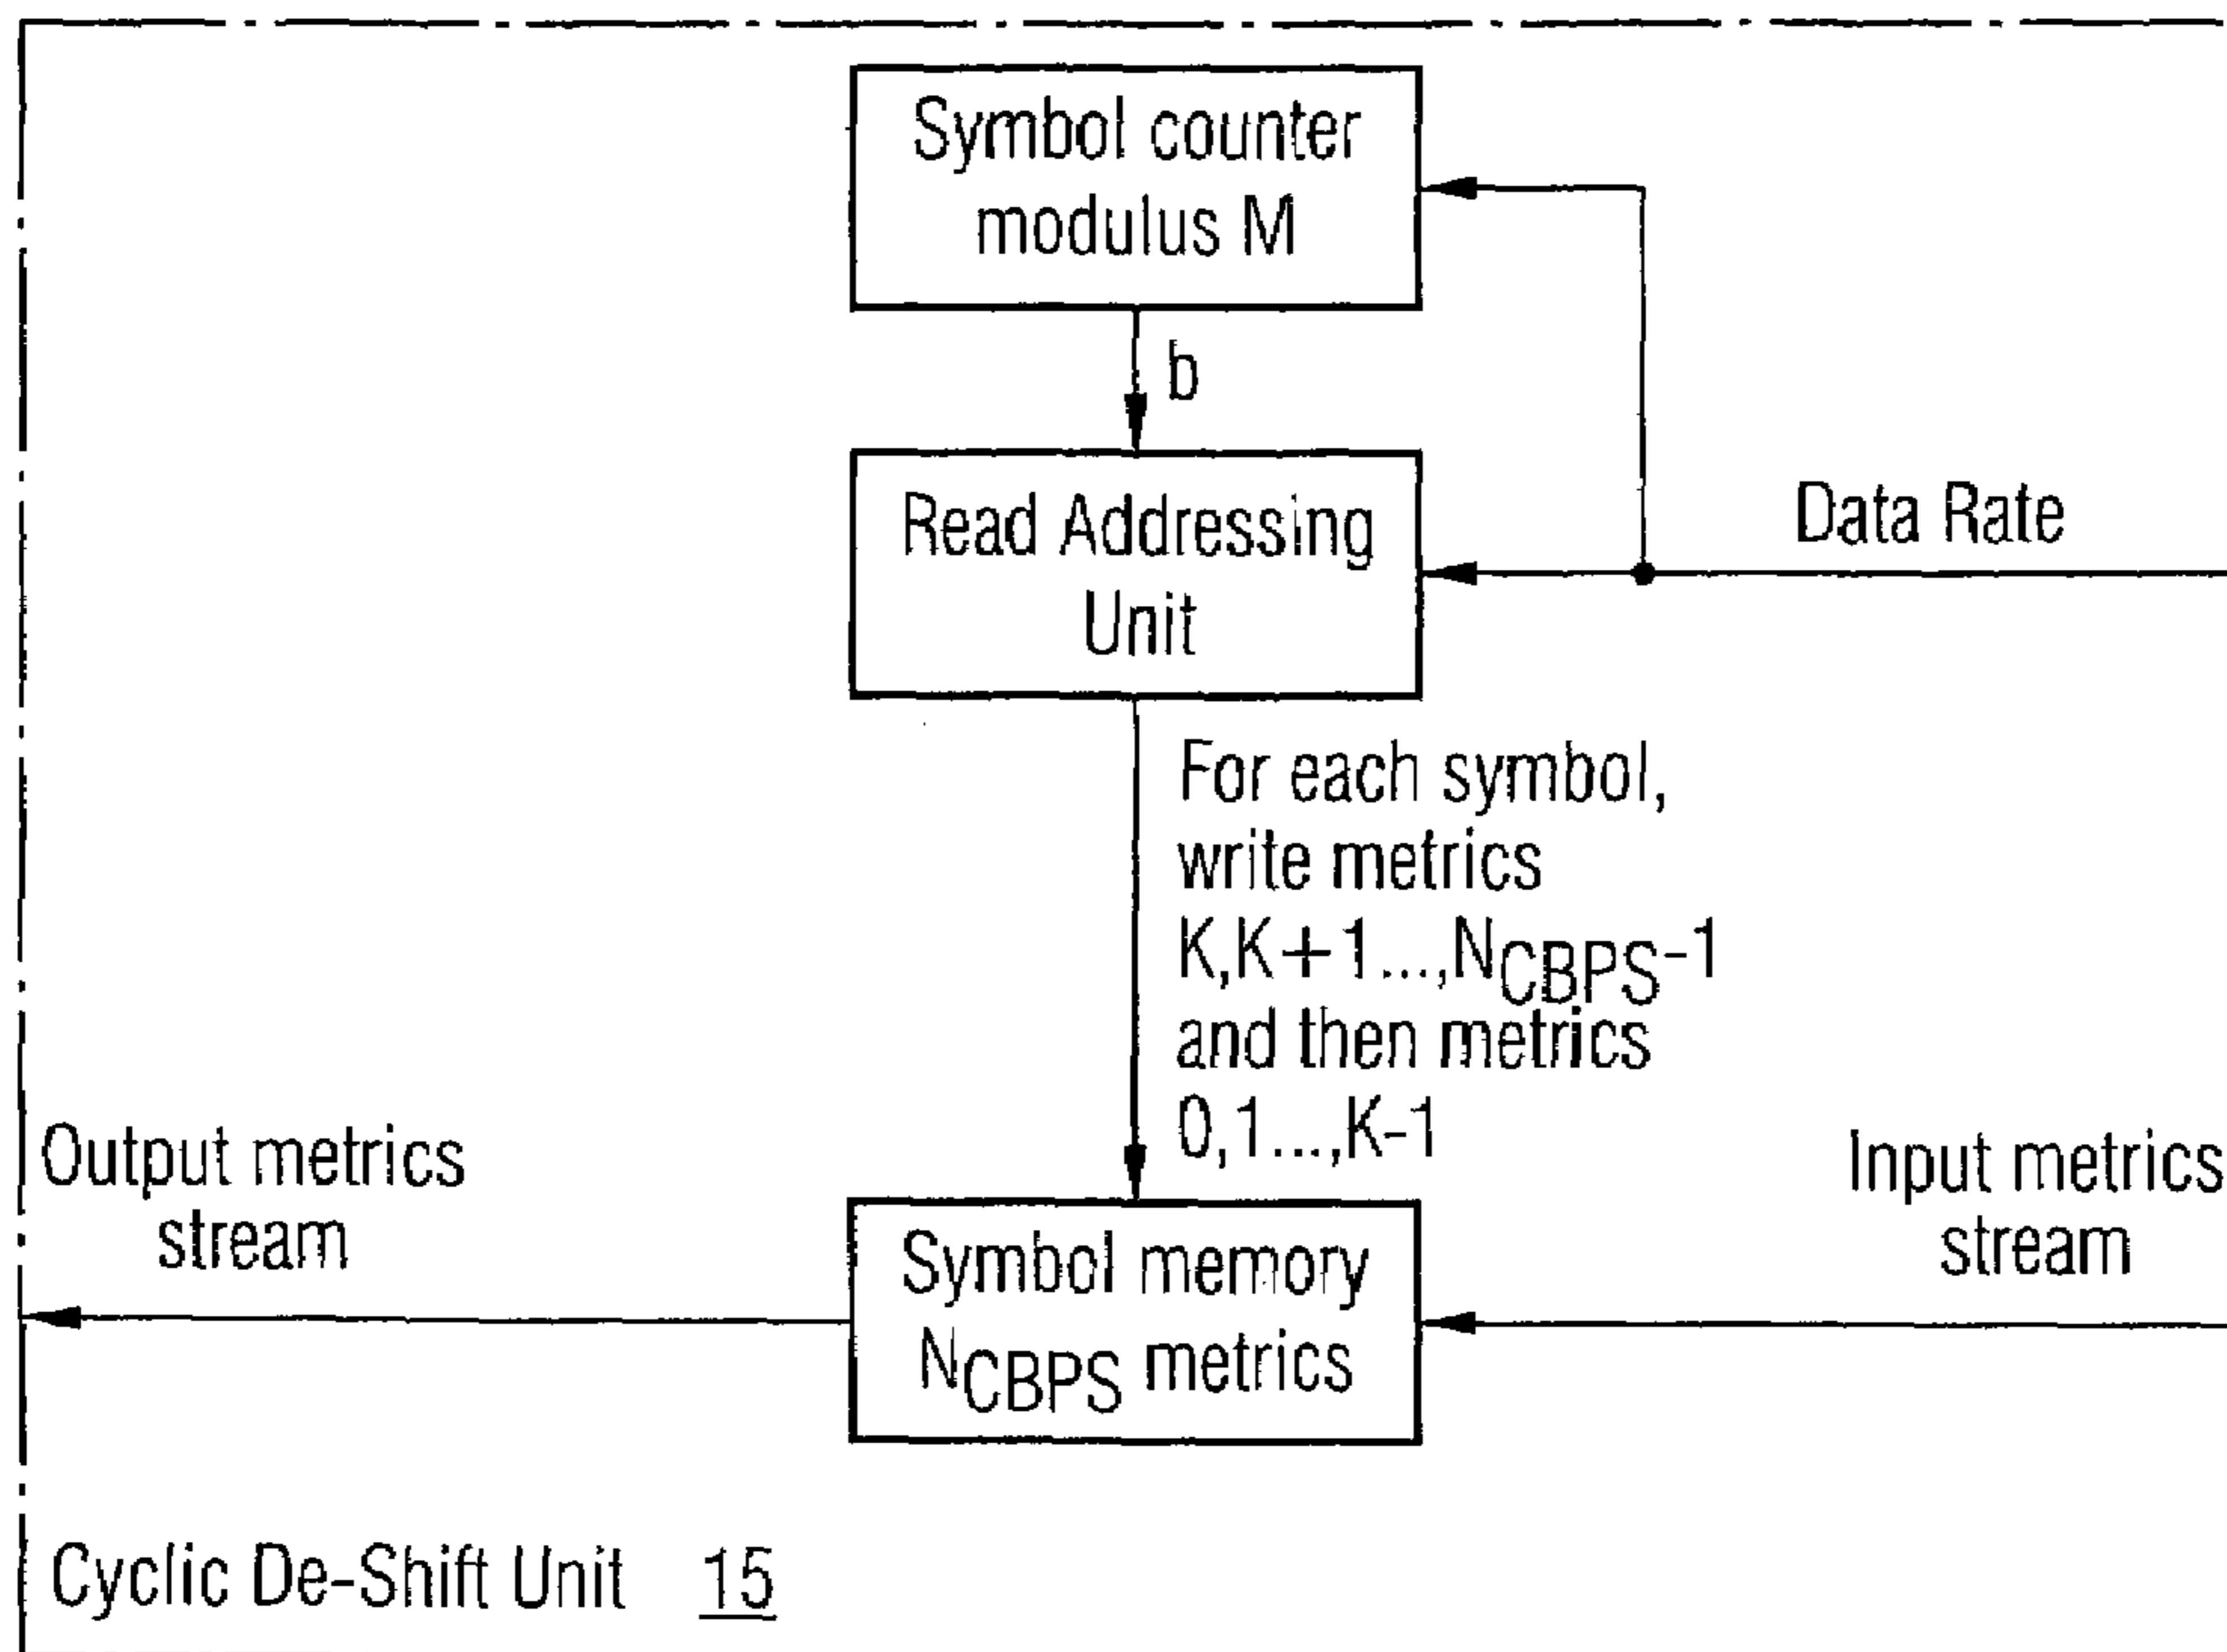 Symbol counter
modulus M
b
Read Addressing
Unit
Data Rate
For each symbol,
write metrics
K,K+1...,NCBPS-1
and then metrics
0,1...,K-1
Output metrics
stream
Input metrics
stream
Symbol memory
NCBPS metrics
Cyclic De-Shift Unit 15